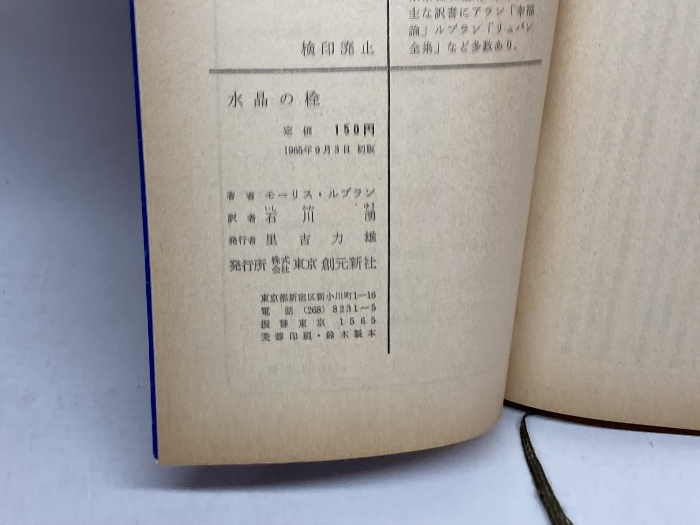 主な訳書にアラン「幸福
論」ルブラン「リュパン
全集」など多数あり。
検印廃止
水晶の栓
定価 150円
1965年9月3日 初版
著者 モーリス・ルブラン
訳者 石川湧
発行者 里吉力雄
発行所 株式会社 東京創元新社
東京都新宿区新小川町1—16
電話 (268) 8231—5
振替東京 1565
芙蓉印刷・鈴木製本